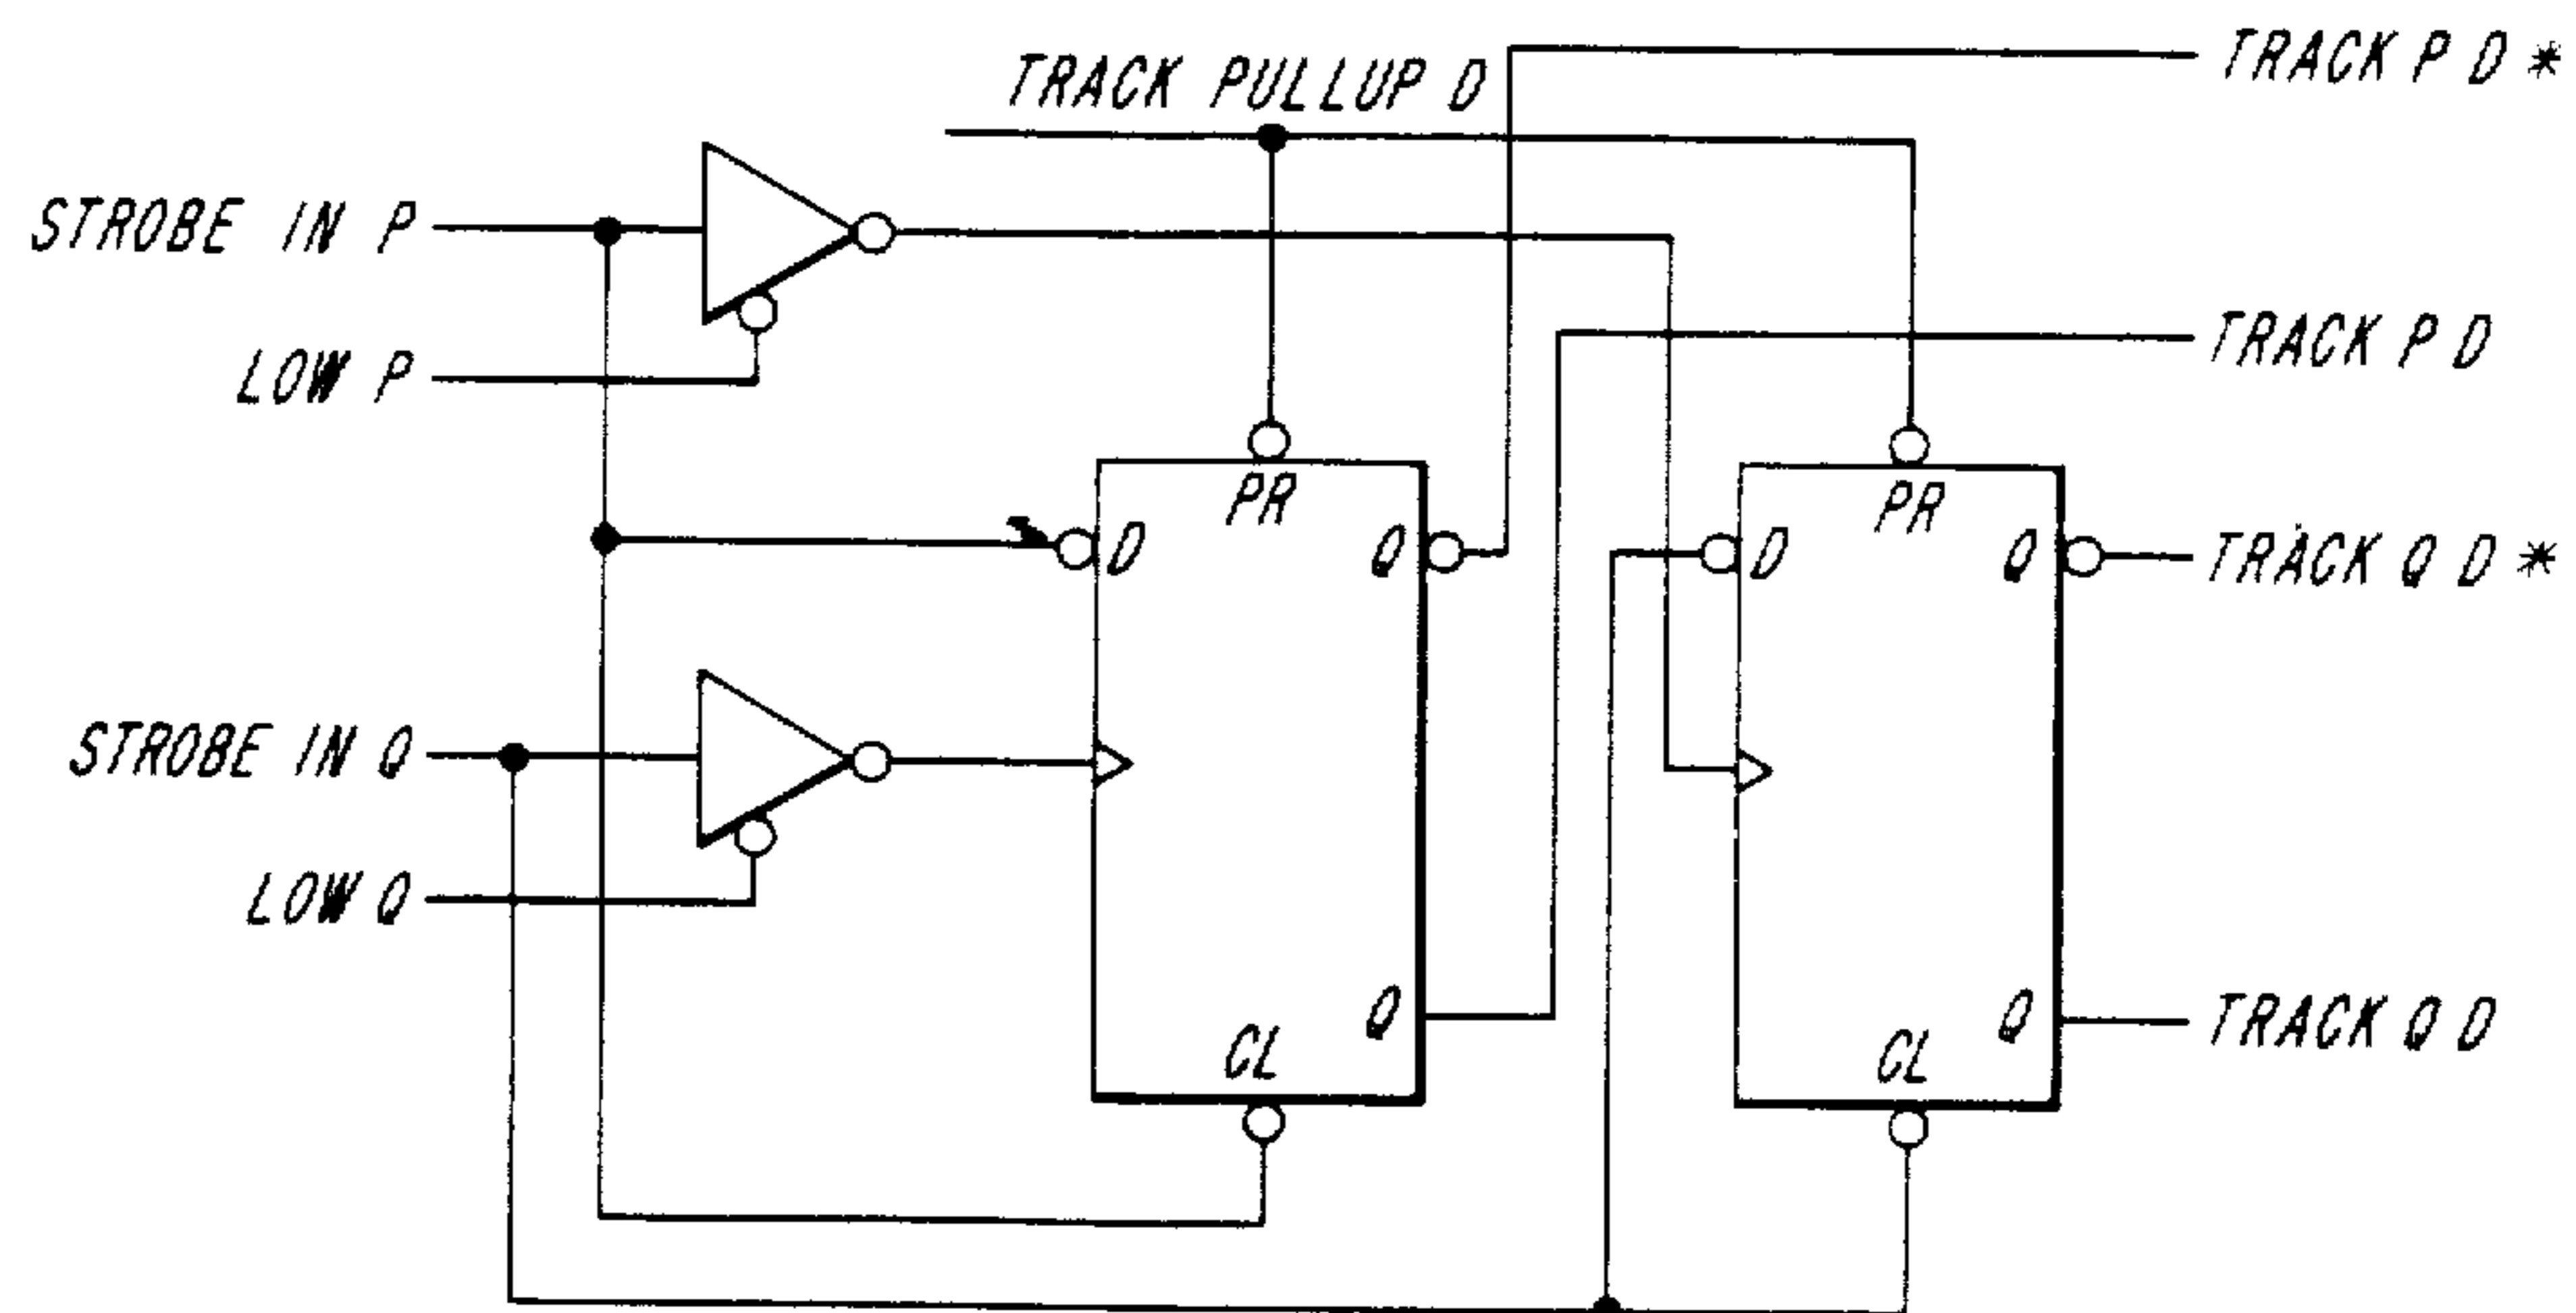 TRACK P D *
TRACK PULLUP D
STROBE IN P
TRACK P D
LOW P
PR
PR
D
Q
D
Q
TRACK Q D *
STROBE IN Q
LOW Q
Q
Q
TRACK Q D
CL
CL